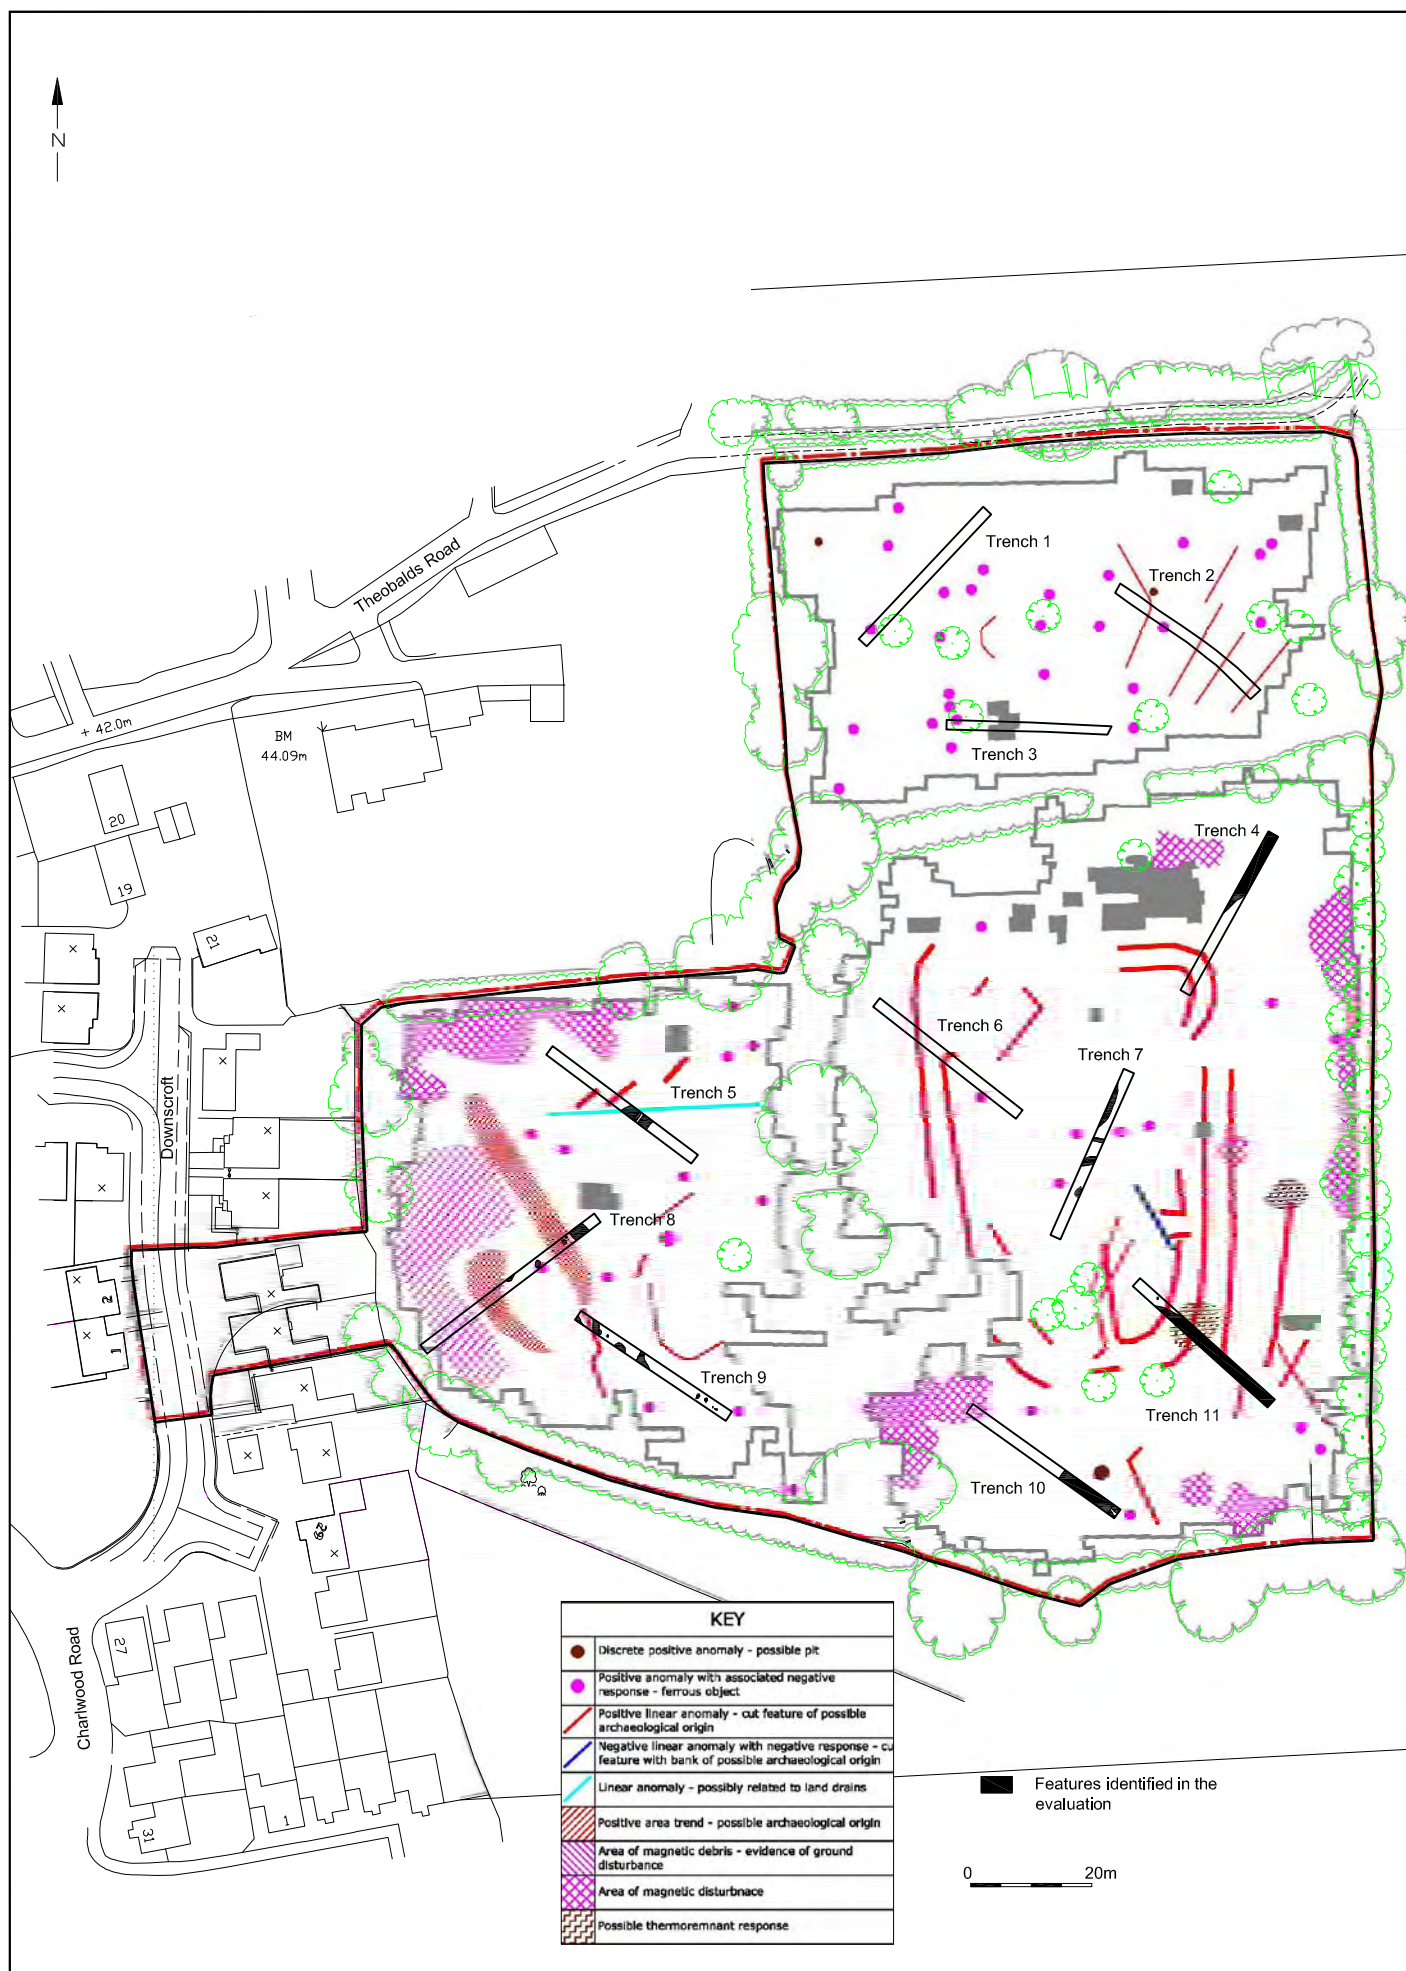 N
Theobalds Road
Trench 1
Trench 2
Trench 3
+ 42.0m
BM
44.09m
20
19
21
Trench 4
Trench 6
Trench 7
Trench 5
Downscroft
Trench 8
2
1
Trench 9
Trench 11
Trench 10
29
27
Charlwood Road
31
1
KEY
Discrete positive anomaly - possible pit
Positive anomaly with associated negative
response - ferrous object
Positive linear anomaly - cut feature of possible
archaeological origin
Negative linear anomaly with negative response - cu
feature with bank of possible archaeological origin
Linear anomaly - possibly related to land drains
Positive area trend - possible archaeological origin
Area of magnetic debris - evidence of ground
disturbance
Area of magnetic disturbnace
Possible thermoremnant response
Features identified in the
evaluation
0 20m